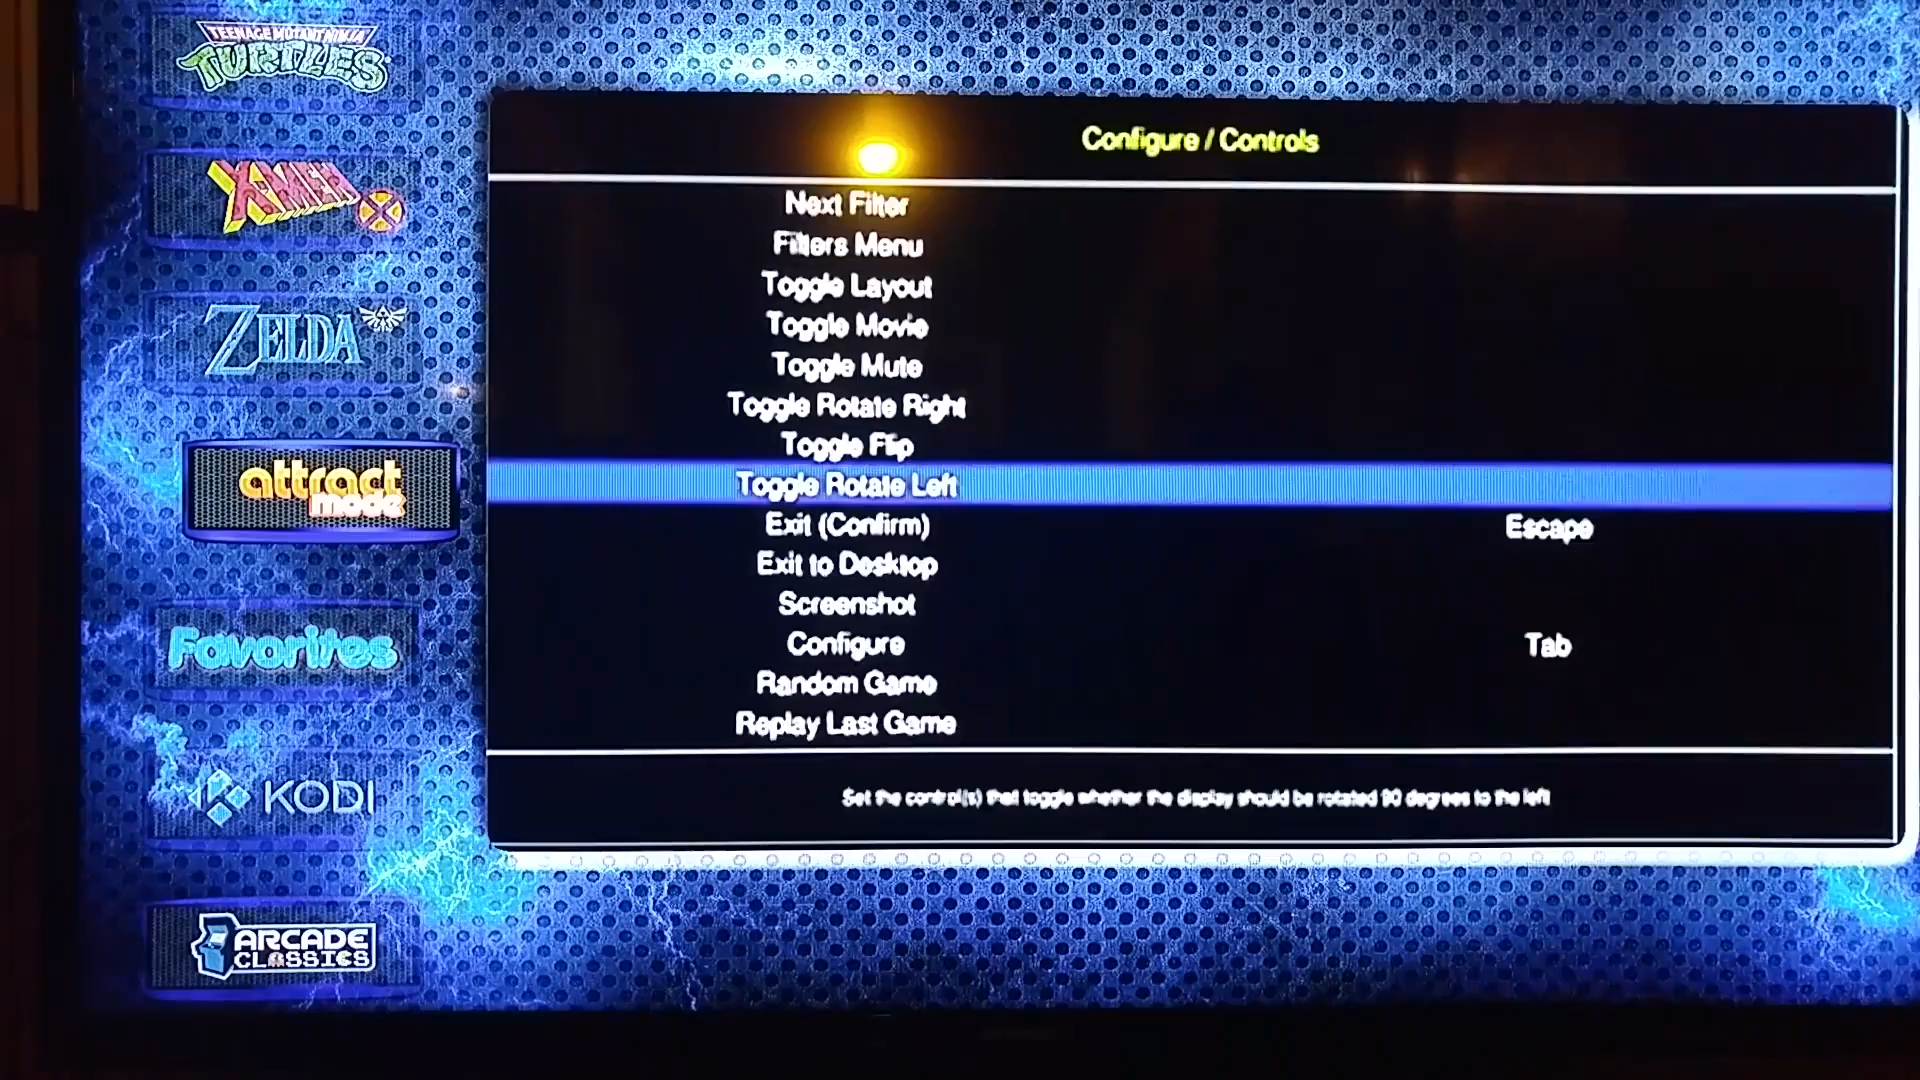 TEENAGE MUTANT NINJA
TURTLES
X-MEN
ZELDA
attract
mode
Favorites
KODI
ARCADE
CLASSICS
Configure / Controls
Next Filter
Filters Menu
Toggle Layout
Toggle Movie
Toggle Mute
Toggle Rotate Right
Toggle Flip
Toggle Rotate Left
Exit (Confirm) Escape
Exit to Desktop
Screenshot
Configure Tab
Random Game
Replay Last Game
Set the control(s) that toggle whether the display should be rotated 90 degrees to the left